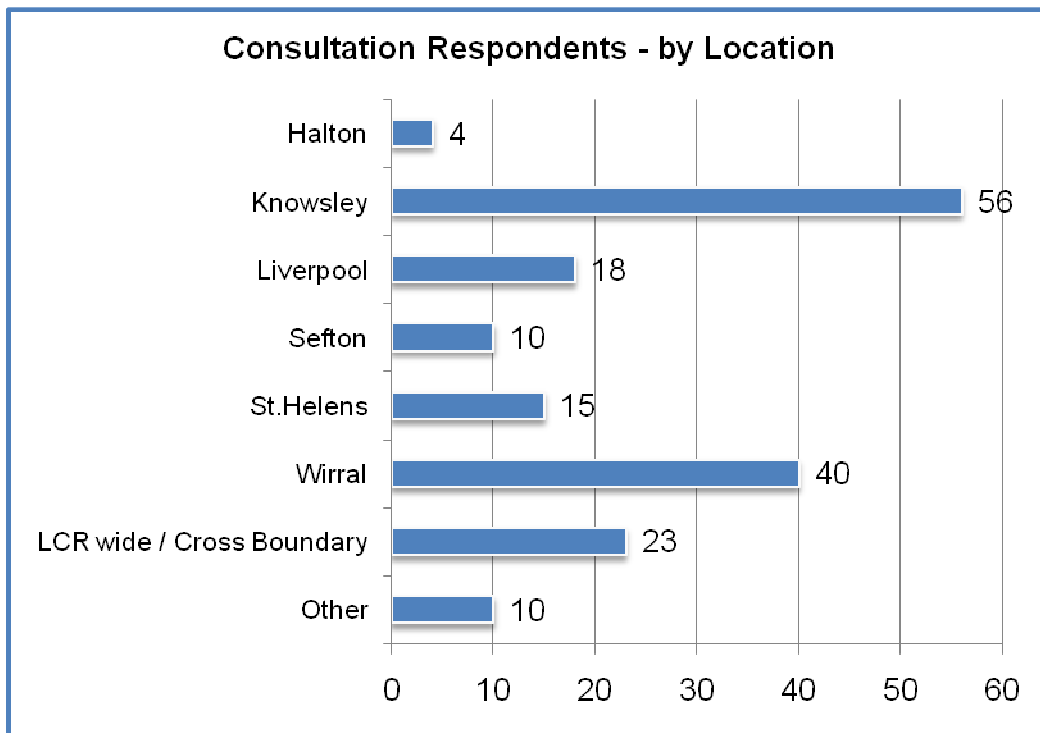 Consultation Respondents - by Location
Halton 4
Knowsley 56
Liverpool 18
Sefton 10
St.Helens 15
Wirral 40
LCR wide / Cross Boundary 23
Other 10
0 10 20 30 40 50 60